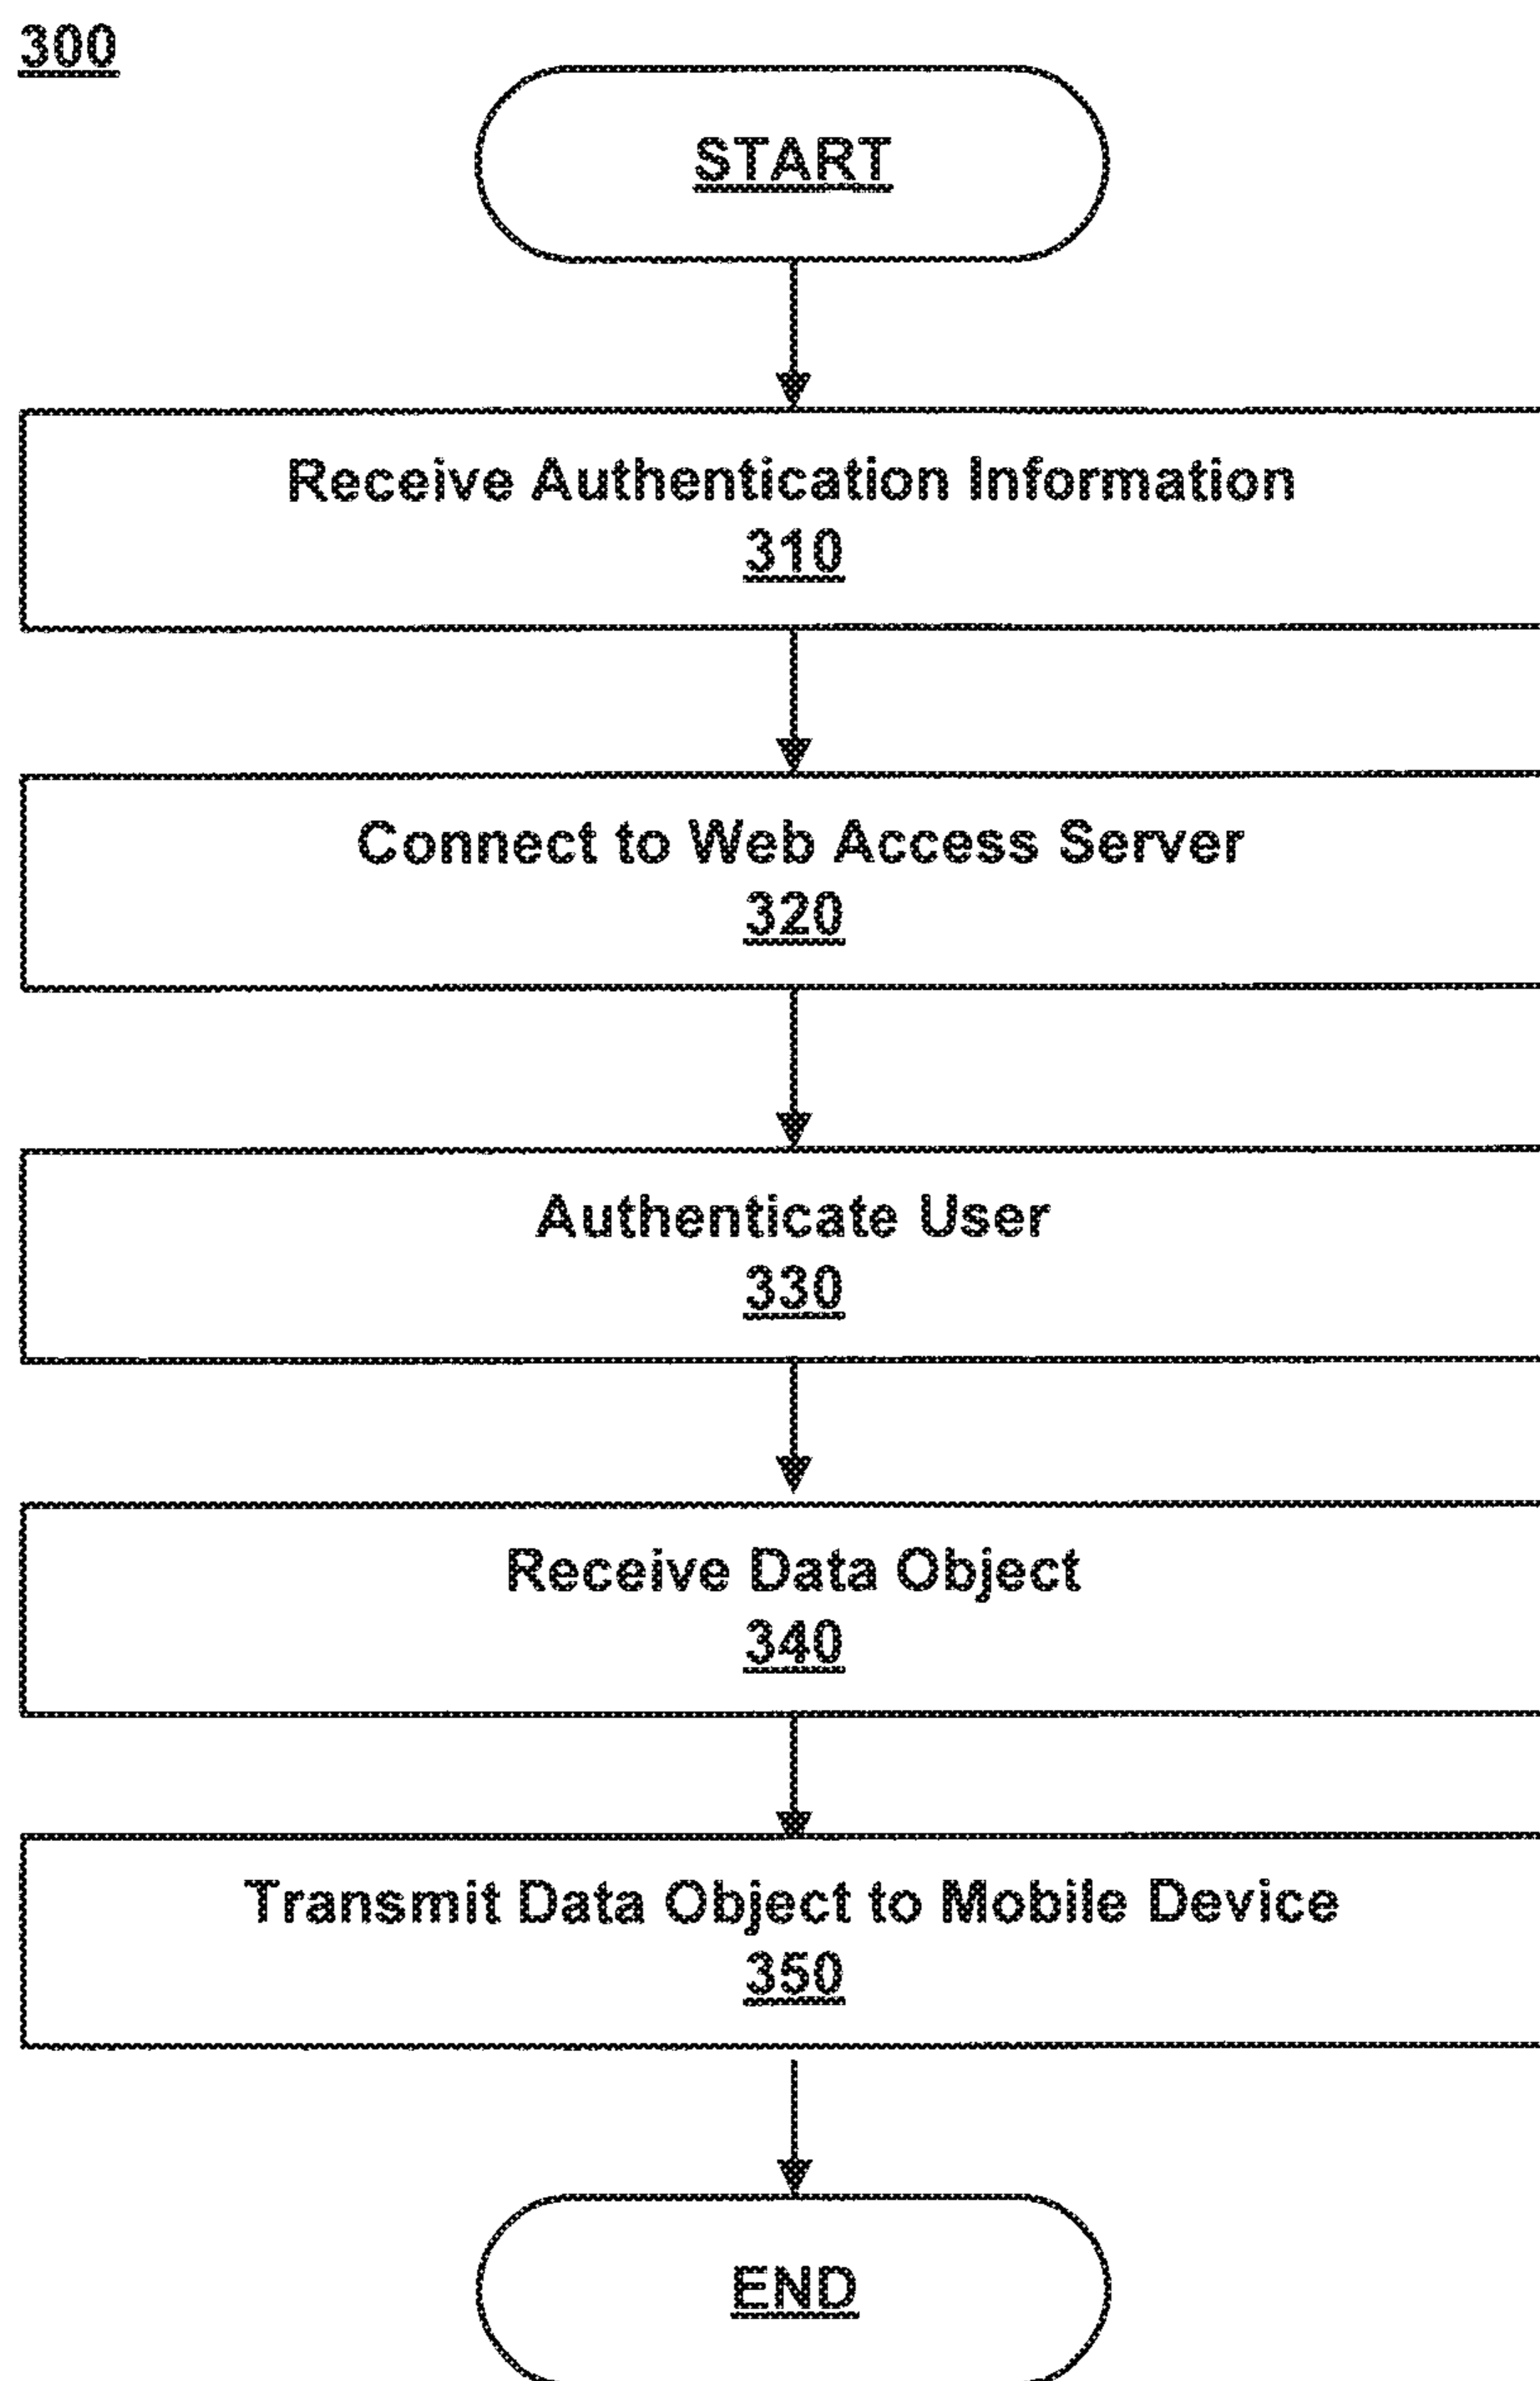 300
START
Receive Authentication Information
310
Connect to Web Access Server
320
Authenticate User
330
Receive Data Object
340
Transmit Data Object to Mobile Device
350
END